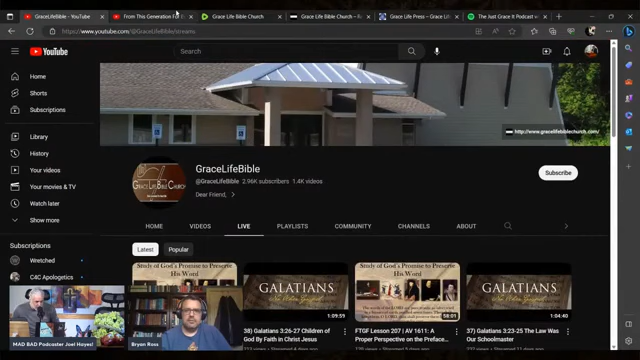 GraceLifeBible - YouTube
From This Generation For E
Grace Life Bible Church
Grace Life Bible Church – R
Grace Life Press – Grace Lif
The Just Grace It Podcast
https://www.youtube.com/@GraceLifeBible/streams
YouTube
Search
Home
Shorts
Subscriptions
Library
History
Your videos
Your movies & TV
Watch later
Show more
Subscriptions
Wretched
C4C Apologetics
http://www.gracelifebiblechurch.com/
GRACE LIFE BIBLE CHURCH
GraceLifeBible
@GraceLifeBible 2.96K subscribers 1.4K videos
Dear Friend,
Subscribe
HOME
VIDEOS
LIVE
PLAYLISTS
COMMUNITY
CHANNELS
ABOUT
Latest
Popular
Study of God's Promise to Preserve
His Word
GALATIANS
1:09:59
Study of God's Promise to Preserve
His Word
58:01
GALATIANS
1:04:40
38) Galatians 3:26-27 Children of
God By Faith in Christ Jesus
FTGF Lesson 207 | AV 1611: A
Proper Perspective on the Preface...
37) Galatians 3:23-25 The Law Was
Our Schoolmaster
MAD BAD Podcaster Joel Hayes!
Bryan Ross